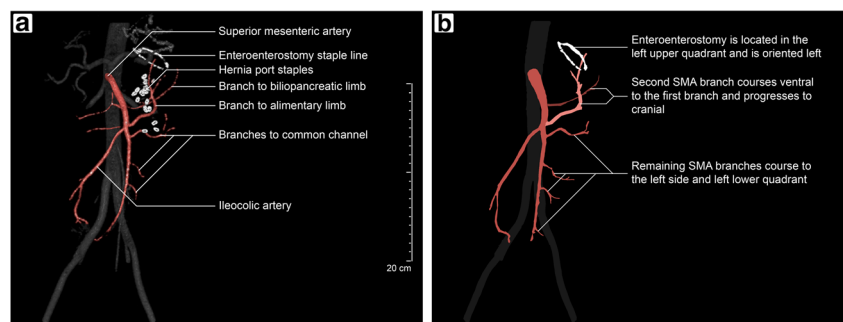 a
Superior mesenteric artery
Enteroenterostomy staple line
Hernia port staples
Branch to biliopancreatic limb
Branch to alimentary limb
Branches to common channel
Ileocolic artery
20 cm
b
Enteroenterostomy is located in the
left upper quadrant and is oriented left
Second SMA branch courses ventral
to the first branch and progresses to
cranial
Remaining SMA branches course to
the left side and left lower quadrant